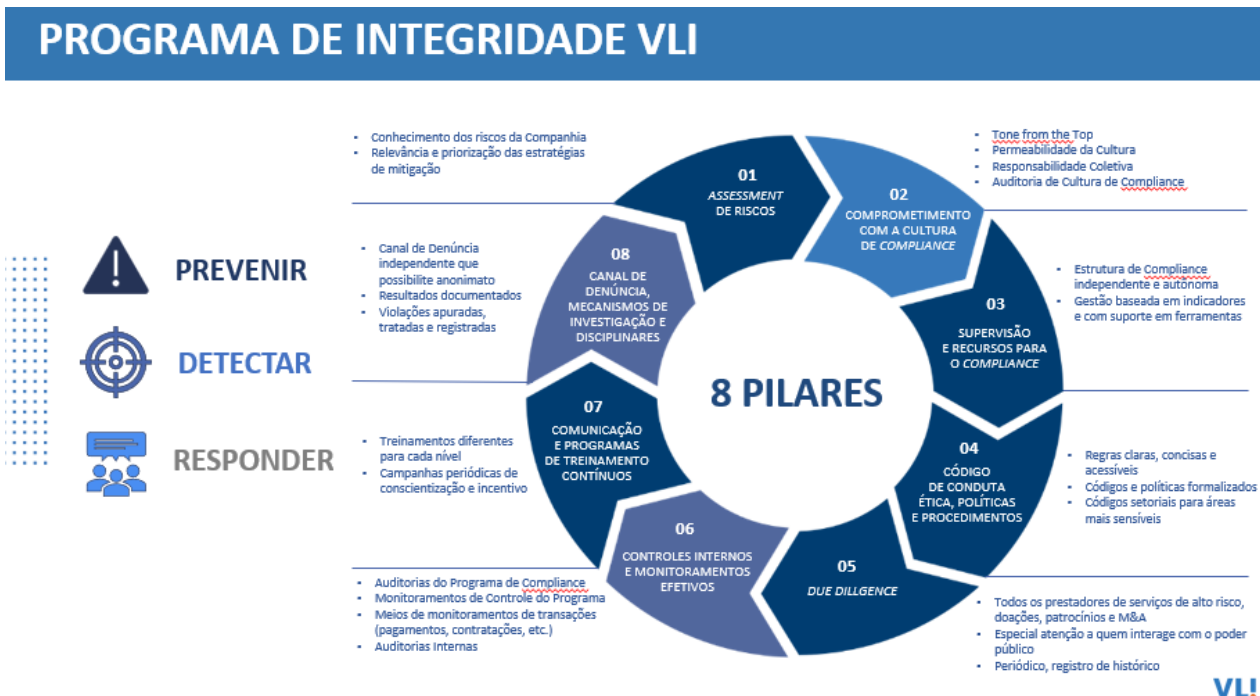 PROGRAMA DE INTEGRIDADE VLI
Conhecimento dos riscos da Companhia
Relevância e priorização das estratégias
de mitigação
01
ASSESSMENT
DE RISCOS
Tone from the Top
Permeabilidade da Cultura
Responsabilidade Coletiva
Auditoria de Cultura de Compliance
02
COMPROMETIMENTO
COM A CULTURA
DE COMPLIANCE
PREVENIR
DETECTAR
RESPONDER
Canal de Denúncia
independente que
possibilite anonimato
Resultados documentados
Violações apuradas,
tratadas e registradas
08
CANAL DE
DENÚNCIA,
MECANISMOS DE
INVESTIGAÇÃO E
DISCIPLINARES
Estrutura de Compliance
independente e autônoma
Gestão baseada em indicadores
e com suporte em ferramentas
03
SUPERVISÃO
E RECURSOS PARA
O COMPLIANCE
8 PILARES
Treinamentos diferentes
para cada nível
Campanhas periódicas de
conscientização e incentivo
07
COMUNICAÇÃO
E PROGRAMAS
DE TREINAMENTO
CONTÍNUOS
04
CÓDIGO
DE CONDUTA
ÉTICA, POLÍTICAS
E PROCEDIMENTOS
Regras claras, concisas e
acessíveis
Códigos e políticas formalizados
Códigos setoriais para áreas
mais sensíveis
06
CONTROLES INTERNOS
E MONITORAMENTOS
EFETIVOS
Auditorias do Programa de Compliance
Monitoramentos de Controle do Programa
Meios de monitoramentos de transações
(pagamentos, contratações, etc.)
Auditorias Internas
05
DUE DILLGENCE
Todos os prestadores de serviços de alto risco,
doações, patrocínios e M&A
Especial atenção a quem interage com o poder
público
Periódico, registro de histórico
VLI